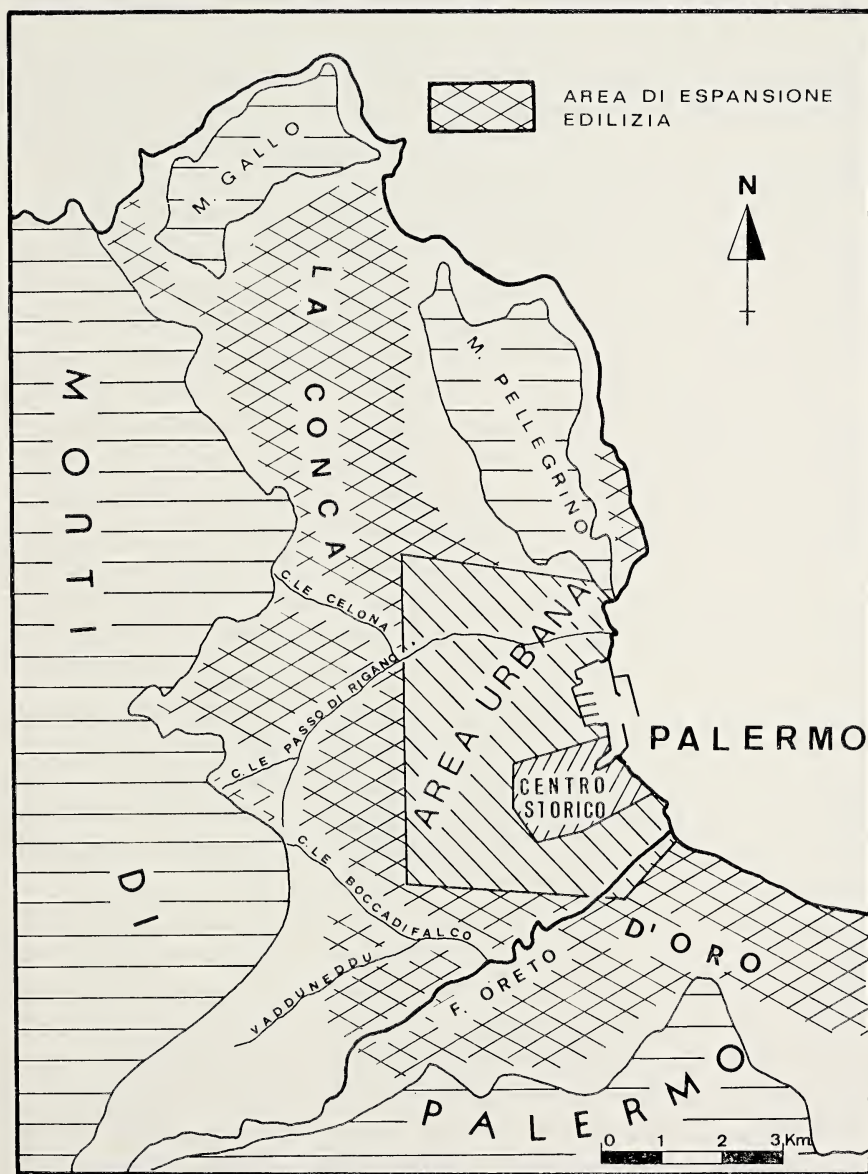 AREA DI ESPANSIONE
EDILIZIA
N
M. GALLO
LA CONCA
M. PELLEGRINO
MONTI
C.LE CELONA
AREA URBANA
C.LE PASSO DI RIGANO
PALERMO
CENTRO
STORICO
C.LE BOCCADIFALCO
DI
D'ORO
VADDUNEDDU
F. ORETO
PALERMO
0 1 2 3 Km